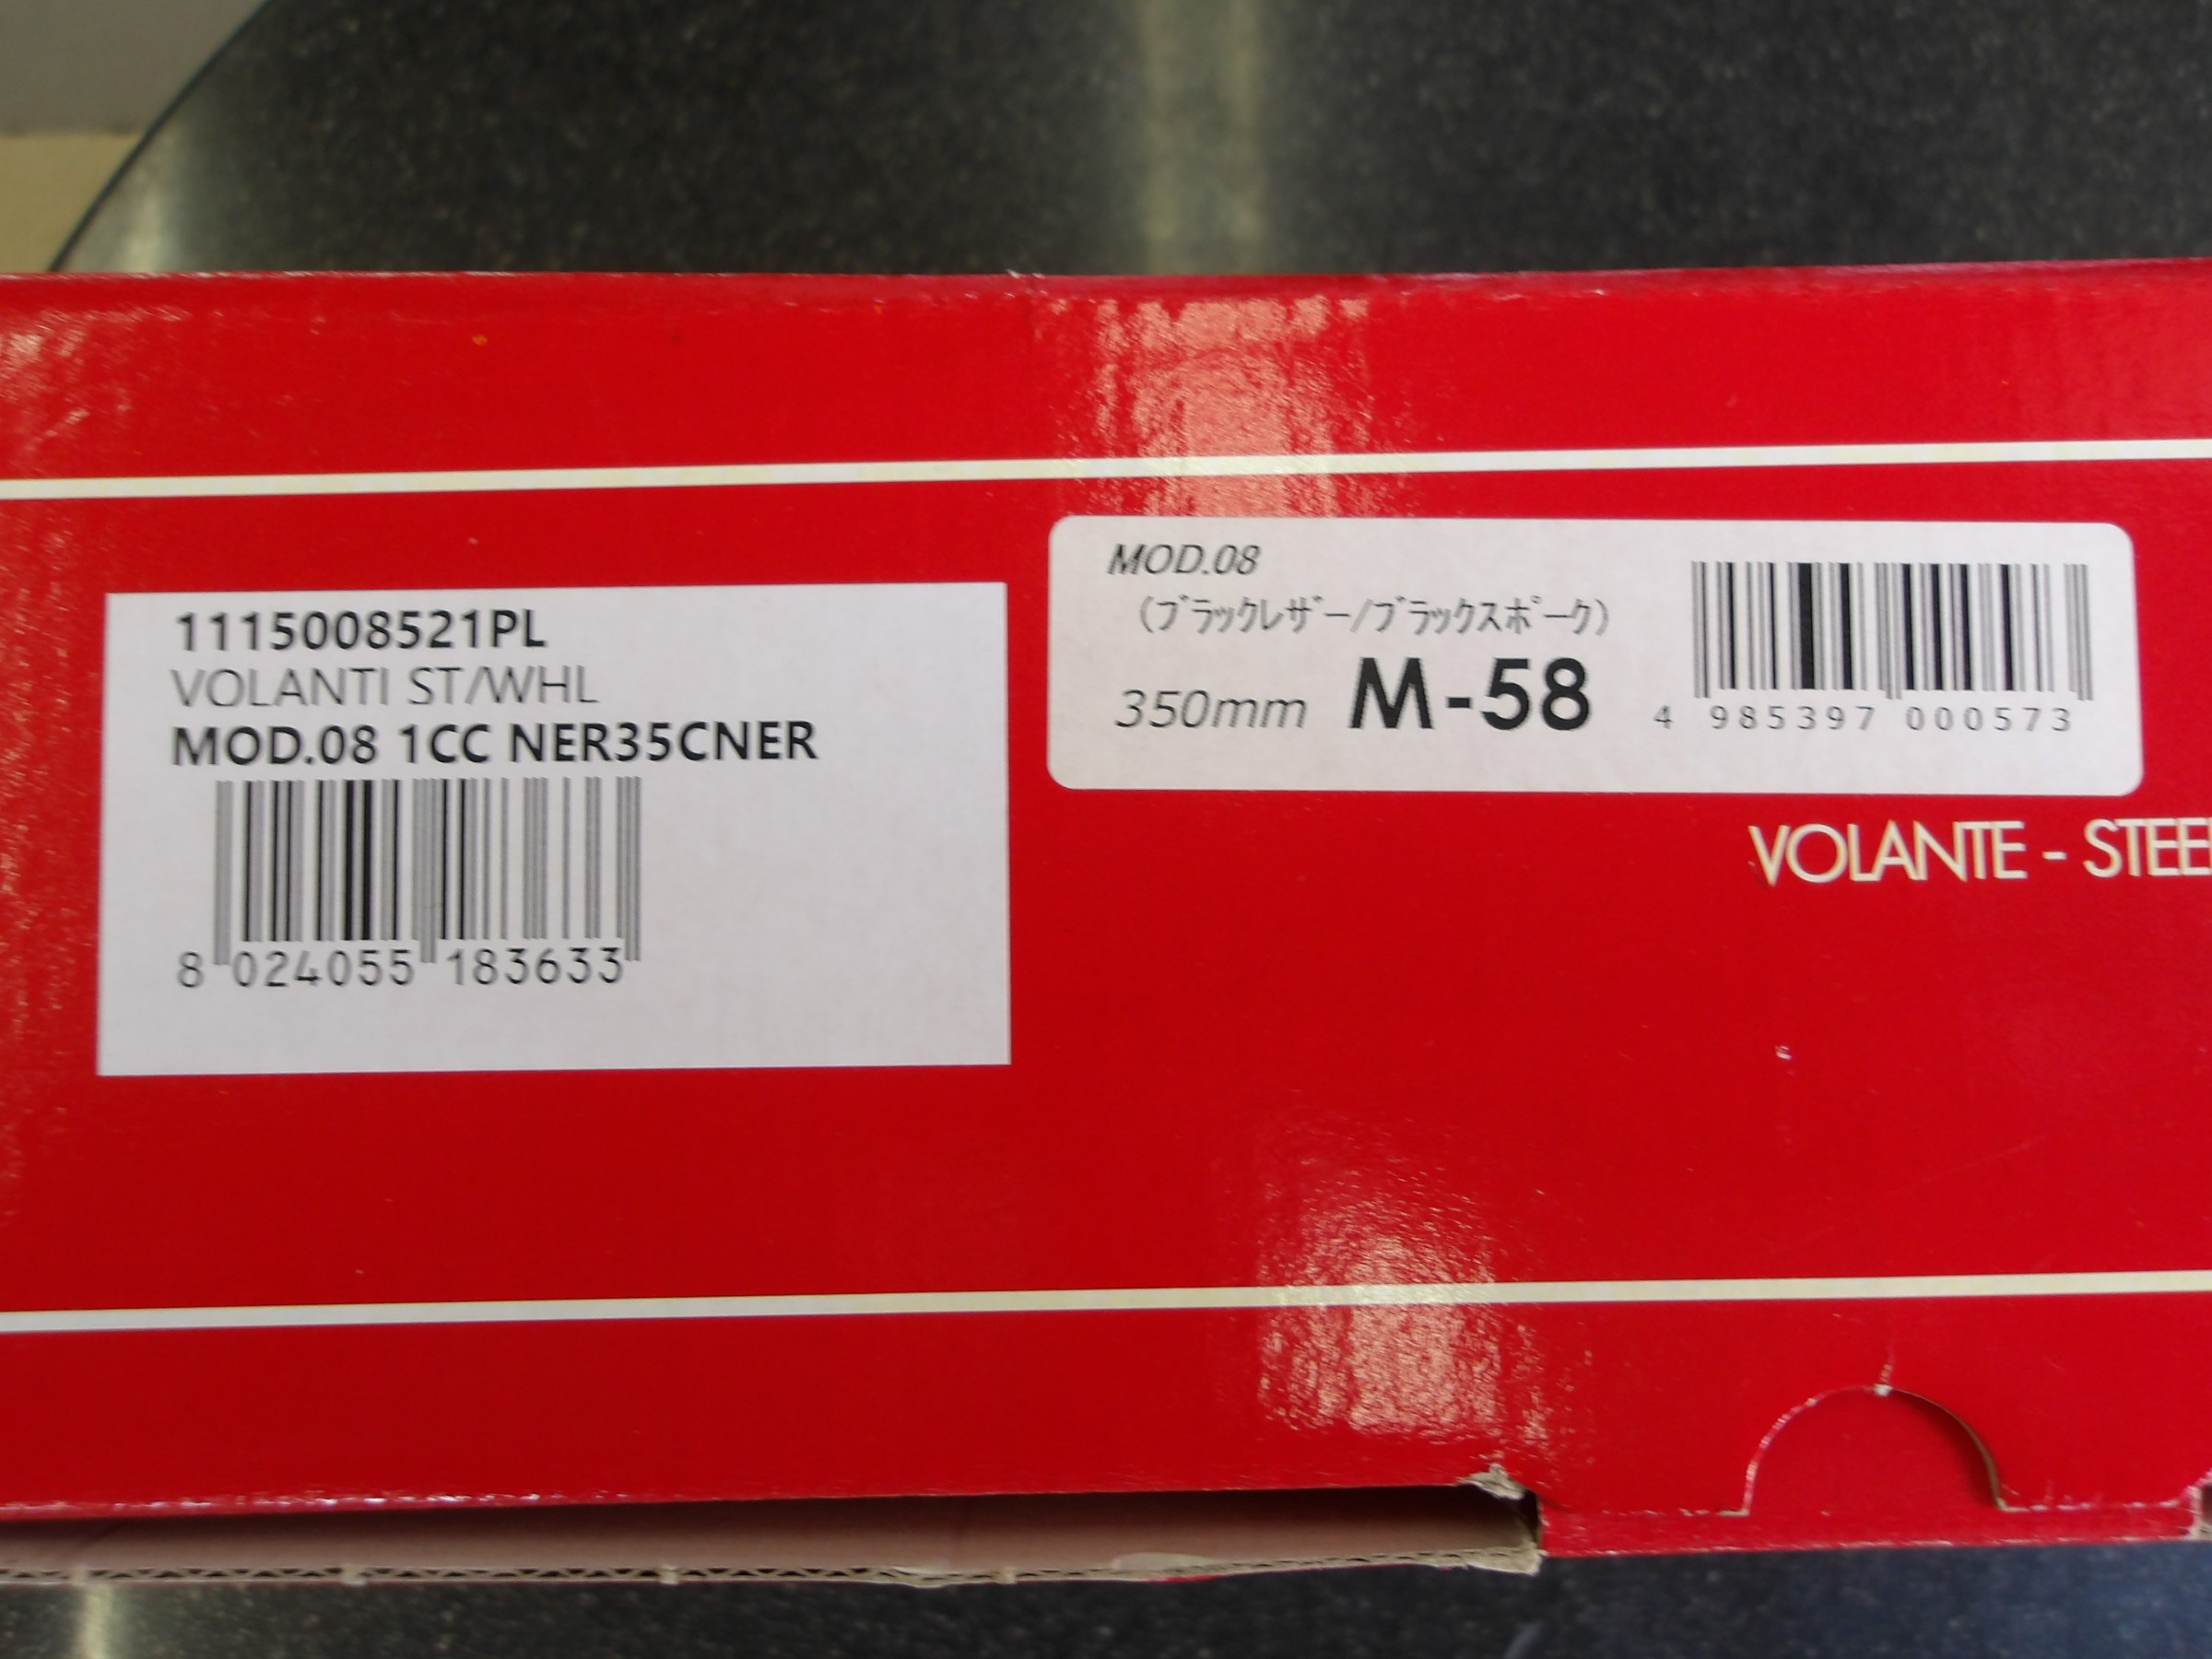 1115008521PL
VOLANTI ST/WHL
MOD.08 1CC NER35CNER
8 024055 183633
MOD.08
(ﾌﾞﾗｯｸﾚｻﾞｰ/ﾌﾞﾗｯｸｽﾎﾟｰｸ)
350mm M-58
4 985397 000573
VOLANTE - STEE